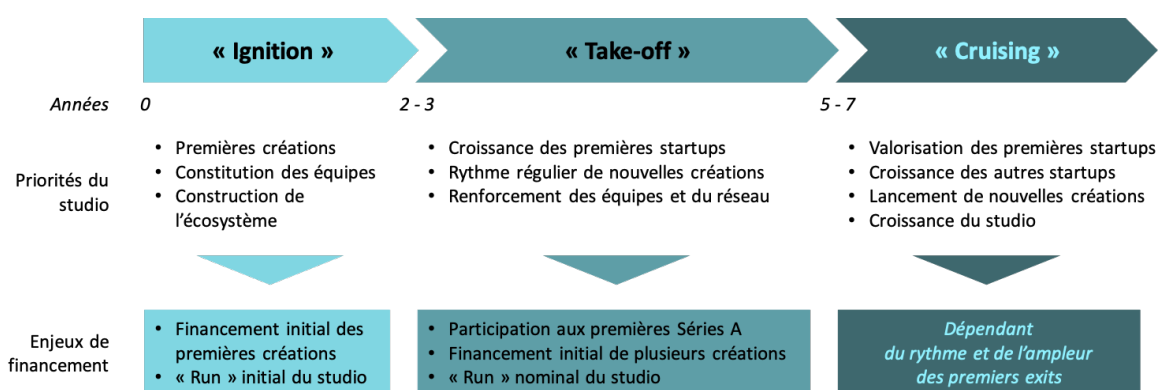 « Ignition »
« Take-off »
« Cruising »
Années
0
2 - 3
5 - 7
Priorités du
studio
• Premières créations
• Constitution des équipes
• Construction de
l’écosystème
• Croissance des premières startups
• Rythme régulier de nouvelles créations
• Renforcement des équipes et du réseau
• Valorisation des premières startups
• Croissance des autres startups
• Lancement de nouvelles créations
• Croissance du studio
Enjeux de
financement
• Financement initial des
premières créations
• « Run » initial du studio
• Participation aux premières Séries A
• Financement initial de plusieurs créations
• « Run » nominal du studio
Dépendant
du rythme et de l’ampleur
des premiers exits